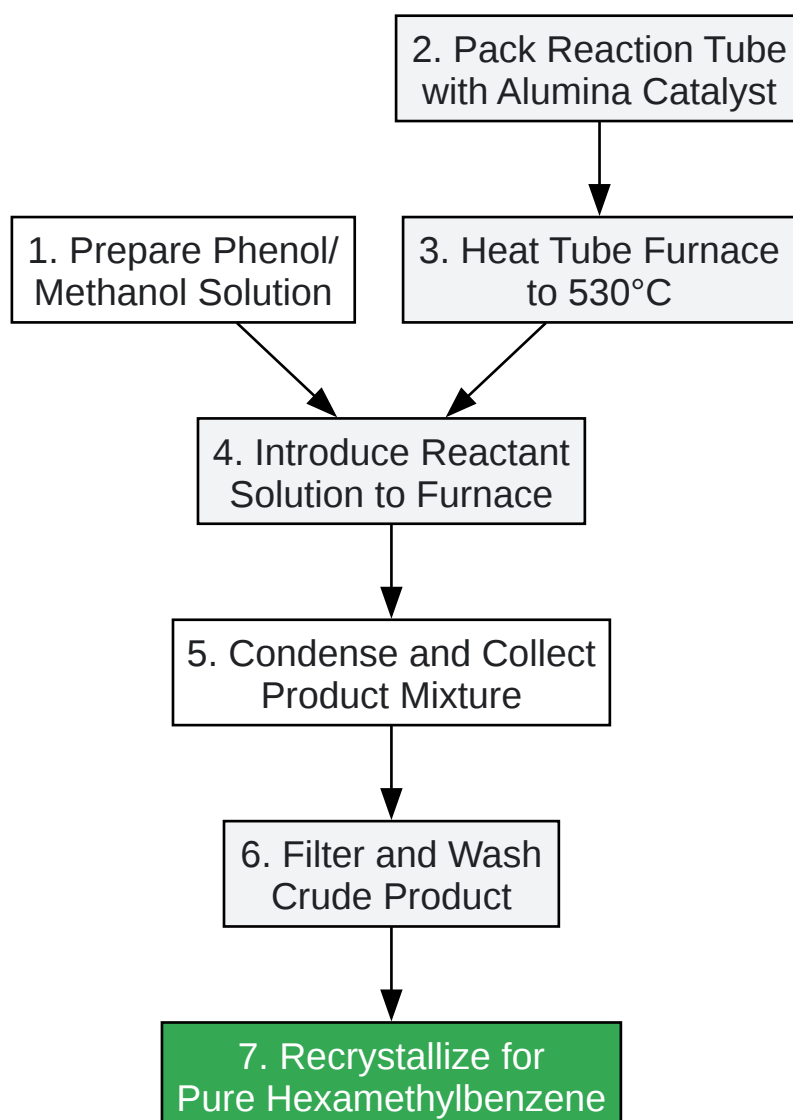 2. Pack Reaction Tube
with Alumina Catalyst
1. Prepare Phenol/
Methanol Solution
3. Heat Tube Furnace
to 530°C
4. Introduce Reactant
Solution to Furnace
5. Condense and Collect
Product Mixture
6. Filter and Wash
Crude Product
7. Recrystallize for
Pure Hexamethylbenzene